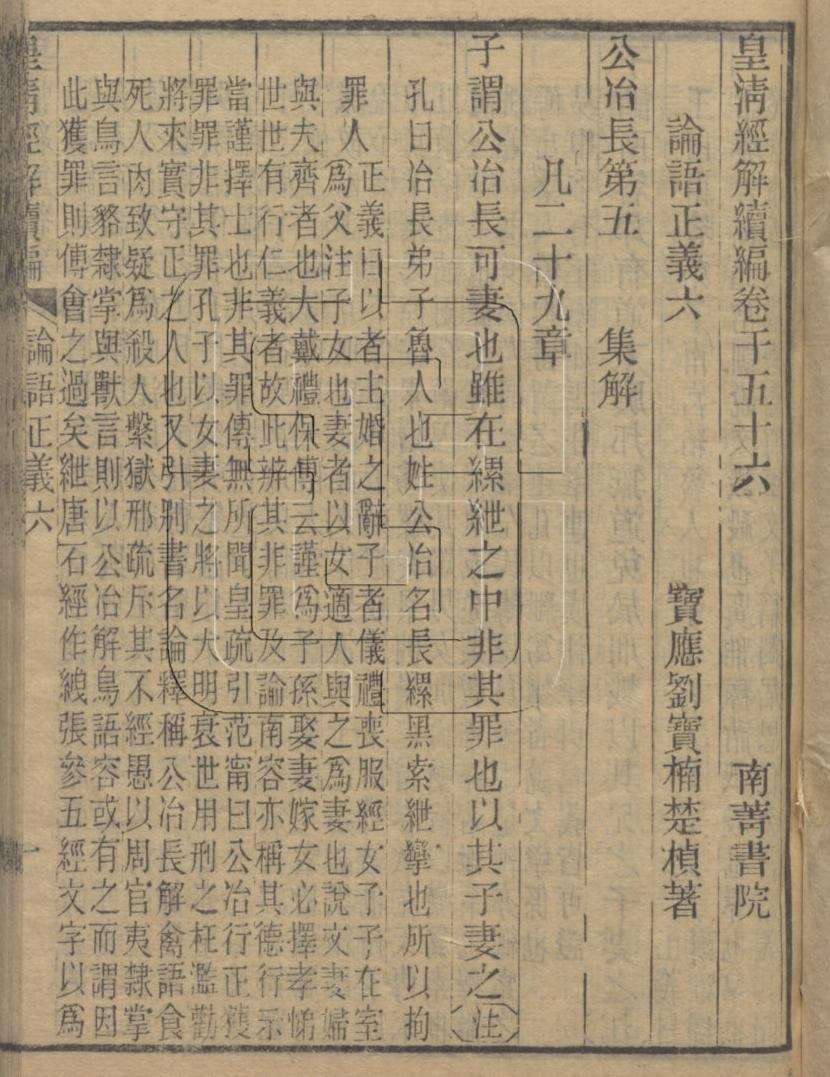 皇清經解續編卷千五十六 南菁書院
論語正義六 寶應劉寶楠楚楨著
公冶長第五 集解
凡二十九章
子謂公冶長可妻也雖在縲絏之中非其罪也以其子妻之注
孔曰冶長弟子魯人也姓公冶名長縲黑索絏攣也所以拘
罪人
正義曰以者主婚之辭子者儀禮喪服經女子子在室
爲父注子女也妻者以女適人與之爲妻也說文妻婦
與夫齊者也大戴禮保傅云謹爲子孫娶妻嫁女必擇孝悌
世世有行仁義者故此辨其非罪及論南容亦稱其德行示
當謹擇士也非其罪傳無所聞皇疏引范甯曰公冶行正獲
罪罪非其罪孔子以女妻之將以大明衰世用刑之枉濫勸
將來實守正之人也又引別書名論釋稱公冶長解禽語食
死人肉致疑爲殺人繫獄邢疏斥其不經愚以周官夷隸掌
與鳥言貉隸掌與獸言則以公冶解鳥語容或有之而謂因
此獲罪則傅會之過矣絏唐石經作緤張參五經文字以爲
皇清經解續編 論語正義六 一